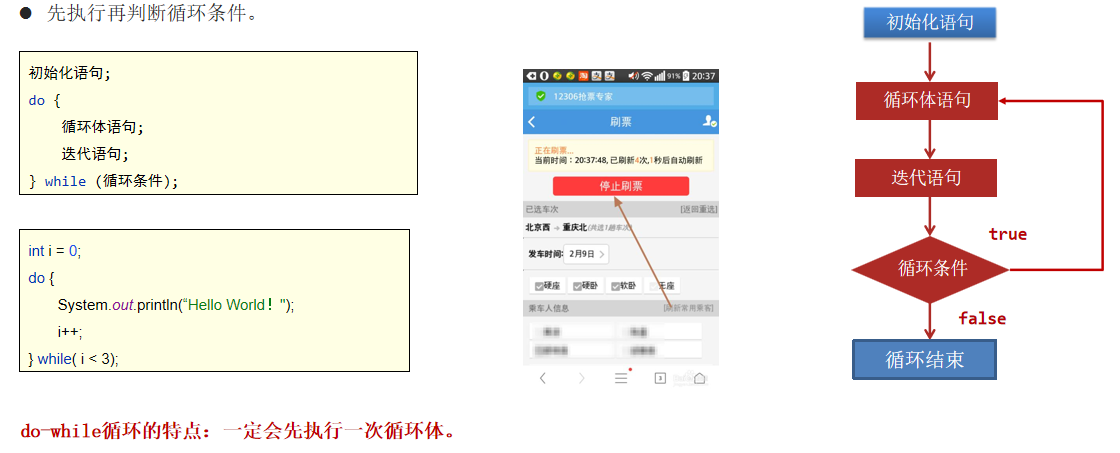 ● 先执行再判断循环条件。
初始化语句;
do {
循环体语句;
迭代语句;
} while (循环条件);
int i = 0;
do {
System.out.println(“Hello World！");
i++;
} while( i < 3);
do-while循环的特点：一定会先执行一次循环体。
91% 20:37
12306抢票专家
刷票
正在刷票...
当前时间：20:37:48, 已刷新4次,1秒后自动刷新
停止刷票
已选车次 [返回重选]
北京西 → 重庆北(共选1趟车次)
发车时间: 2月9日
硬座 硬卧 软卧 无座
乘车人信息 [刷新常用乘客]
3
初始化语句
循环体语句
迭代语句
true
循环条件
false
循环结束